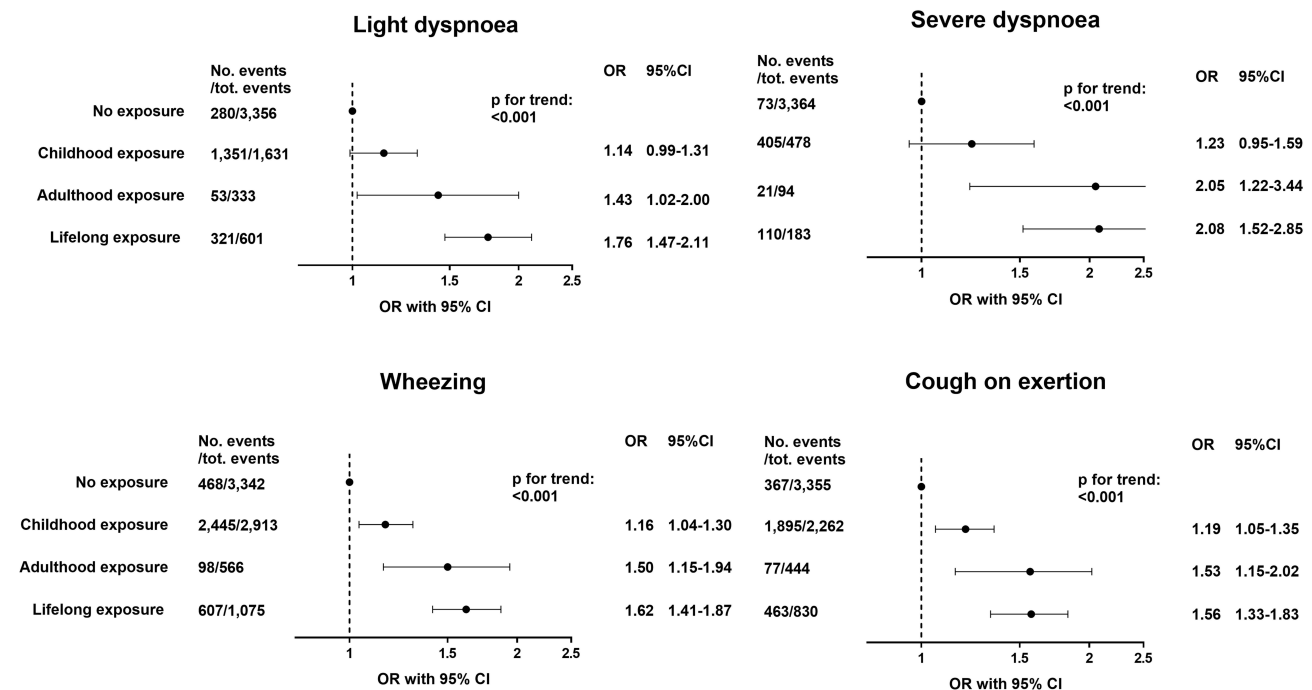 Light dyspnoea
No. events
/tot. events
OR 95%CI
No exposure 280/3,356
p for trend:
<0.001
Childhood exposure 1,351/1,631 1.14 0.99-1.31
Adulthood exposure 53/333 1.43 1.02-2.00
Lifelong exposure 321/601 1.76 1.47-2.11
1 1.5 2 2.5
OR with 95% CI
Severe dyspnoea
No. events
/tot. events
OR 95%CI
73/3,364
p for trend:
<0.001
405/478 1.23 0.95-1.59
21/94 2.05 1.22-3.44
110/183 2.08 1.52-2.85
1 1.5 2 2.5
OR with 95% CI
Wheezing
No. events
/tot. events
OR 95%CI
No exposure 468/3,342
p for trend:
<0.001
Childhood exposure 2,445/2,913 1.16 1.04-1.30
Adulthood exposure 98/566 1.50 1.15-1.94
Lifelong exposure 607/1,075 1.62 1.41-1.87
1 1.5 2 2.5
OR with 95% CI
Cough on exertion
No. events
/tot. events
OR 95%CI
367/3,355
p for trend:
<0.001
1,895/2,262 1.19 1.05-1.35
77/444 1.53 1.15-2.02
463/830 1.56 1.33-1.83
1 1.5 2 2.5
OR with 95% CI